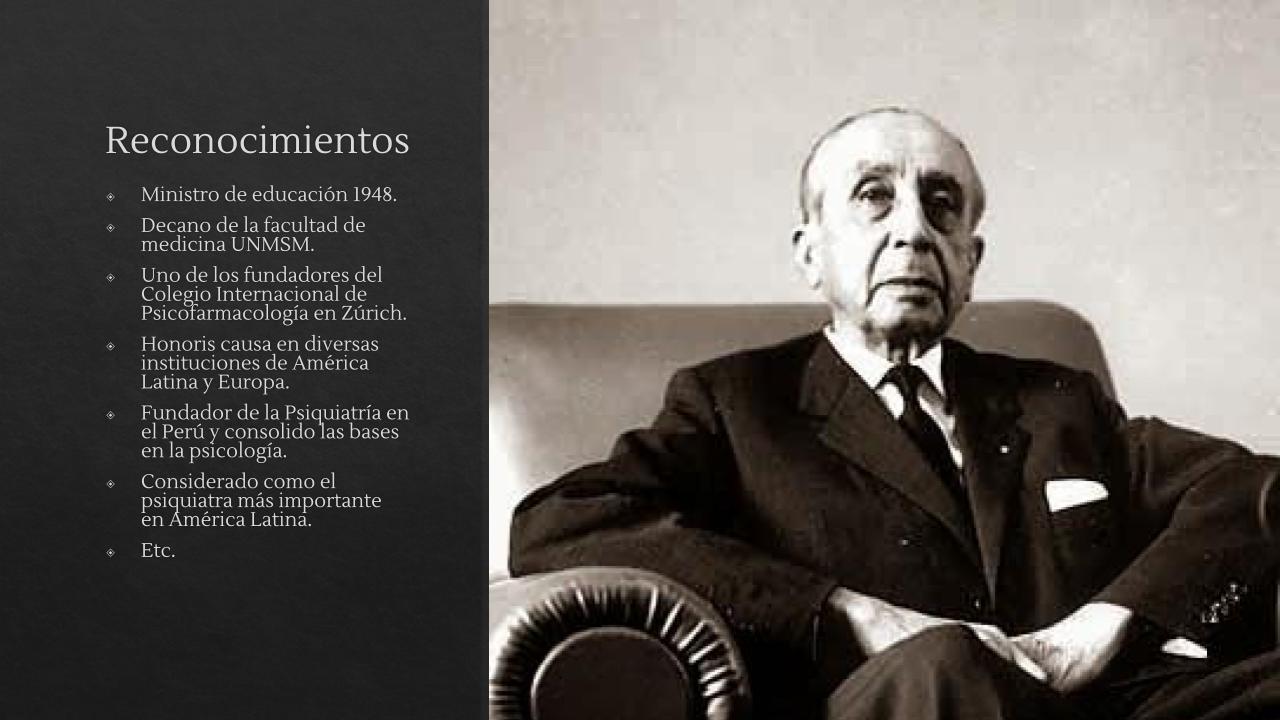 Reconocimientos
Ministro de educación 1948.
Decano de la facultad de
medicina UNMSM.
Uno de los fundadores del
Colegio Internacional de
Psicofarmacología en Zúrich.
Honoris causa en diversas
instituciones de América
Latina y Europa.
Fundador de la Psiquiatría en
el Perú y consolido las bases
en la psicología.
Considerado como el
psiquiatra más importante
en América Latina.
Etc.